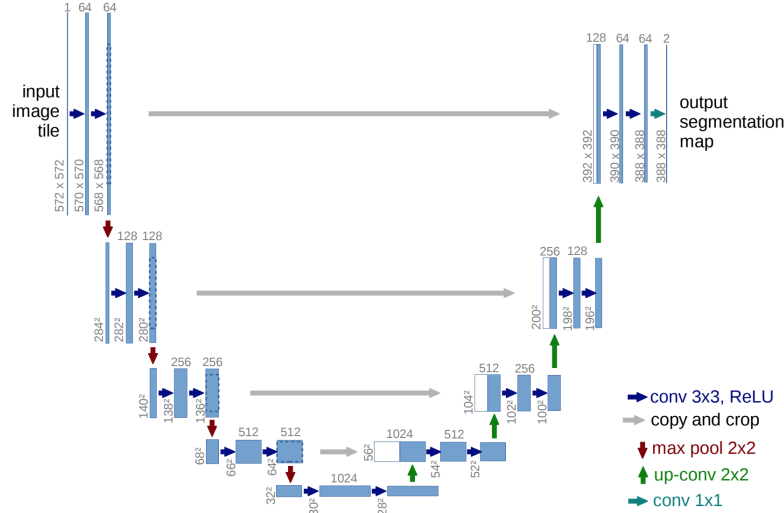 1 64 64
128 64 64 2
input
image
tile
output
segmentation
map
572 x 572
570 x 570
568 x 568
392 x 392
390 x 390
388 x 388
388 x 388
128 128
256 128
284²
282²
280²
200²
198²
196²
256 256
512 256
140²
138²
136²
104²
102²
100²
512 512
1024 512
68²
66²
64²
56²
54²
52²
1024
32²
30²
28²
conv 3x3, ReLU
copy and crop
max pool 2x2
up-conv 2x2
conv 1x1